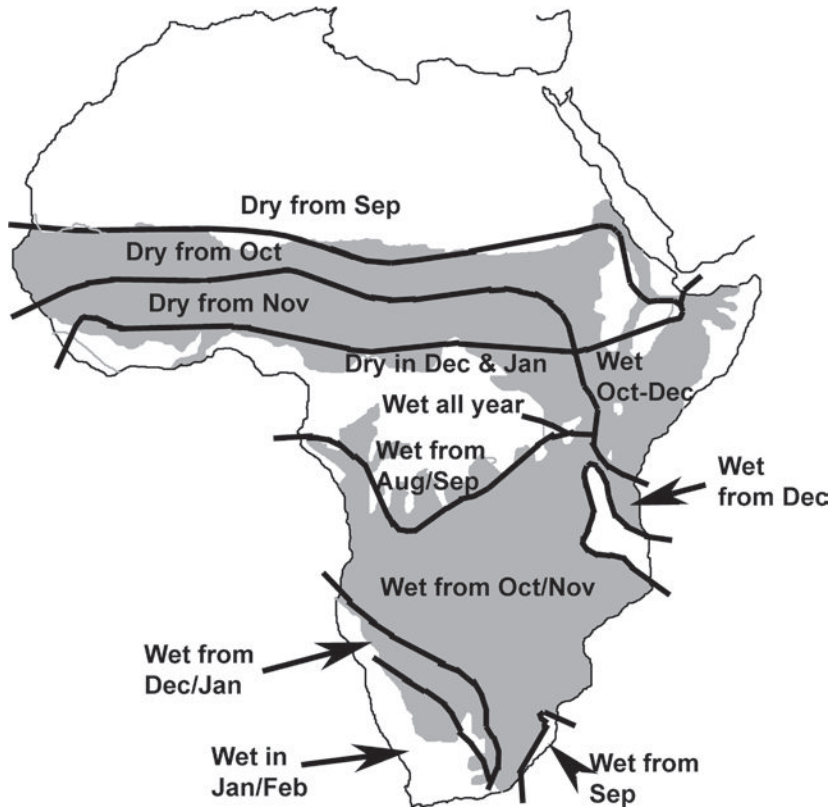 Dry from Sep
Dry from Oct
Dry from Nov
Dry in Dec & Jan
Wet
Oct-Dec
Wet all year
Wet from
Aug/Sep
Wet
from Dec
Wet from Oct/Nov
Wet from
Dec/Jan
Wet in
Jan/Feb
Wet from
Sep